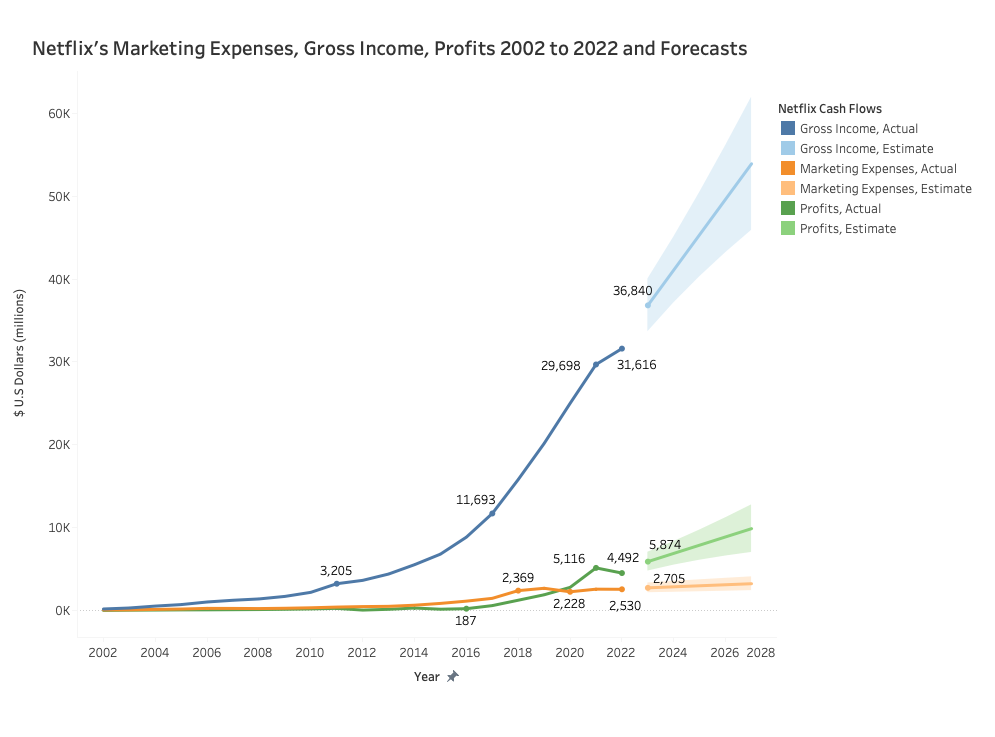 Netflix's Marketing Expenses, Gross Income, Profits 2002 to 2022 and Forecasts
Netflix Cash Flows
Gross Income, Actual
Gross Income, Estimate
Marketing Expenses, Actual
Marketing Expenses, Estimate
Profits, Actual
Profits, Estimate
$ U.S Dollars (millions)
60K
50K
40K
30K
20K
10K
0K
36,840
29,698
31,616
11,693
3,205
5,116
4,492
5,874
2,369
2,705
2,228
2,530
187
2002 2004 2006 2008 2010 2012 2014 2016 2018 2020 2022 2024 2026 2028
Year